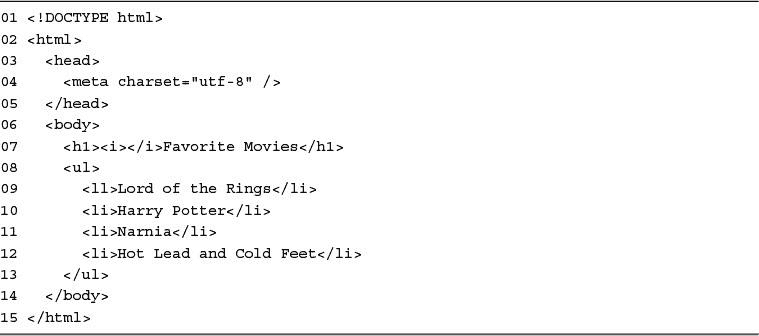 01 <!DOCTYPE html>
02 <html>
03 <head>
04 <meta charset="utf-8" />
05 </head>
06 <body>
07 <h1><i></i>Favorite Movies</h1>
08 <ul>
09 <ll>Lord of the Rings</li>
10 <li>Harry Potter</li>
11 <li>Narnia</li>
12 <li>Hot Lead and Cold Feet</li>
13 </ul>
14 </body>
15 </html>